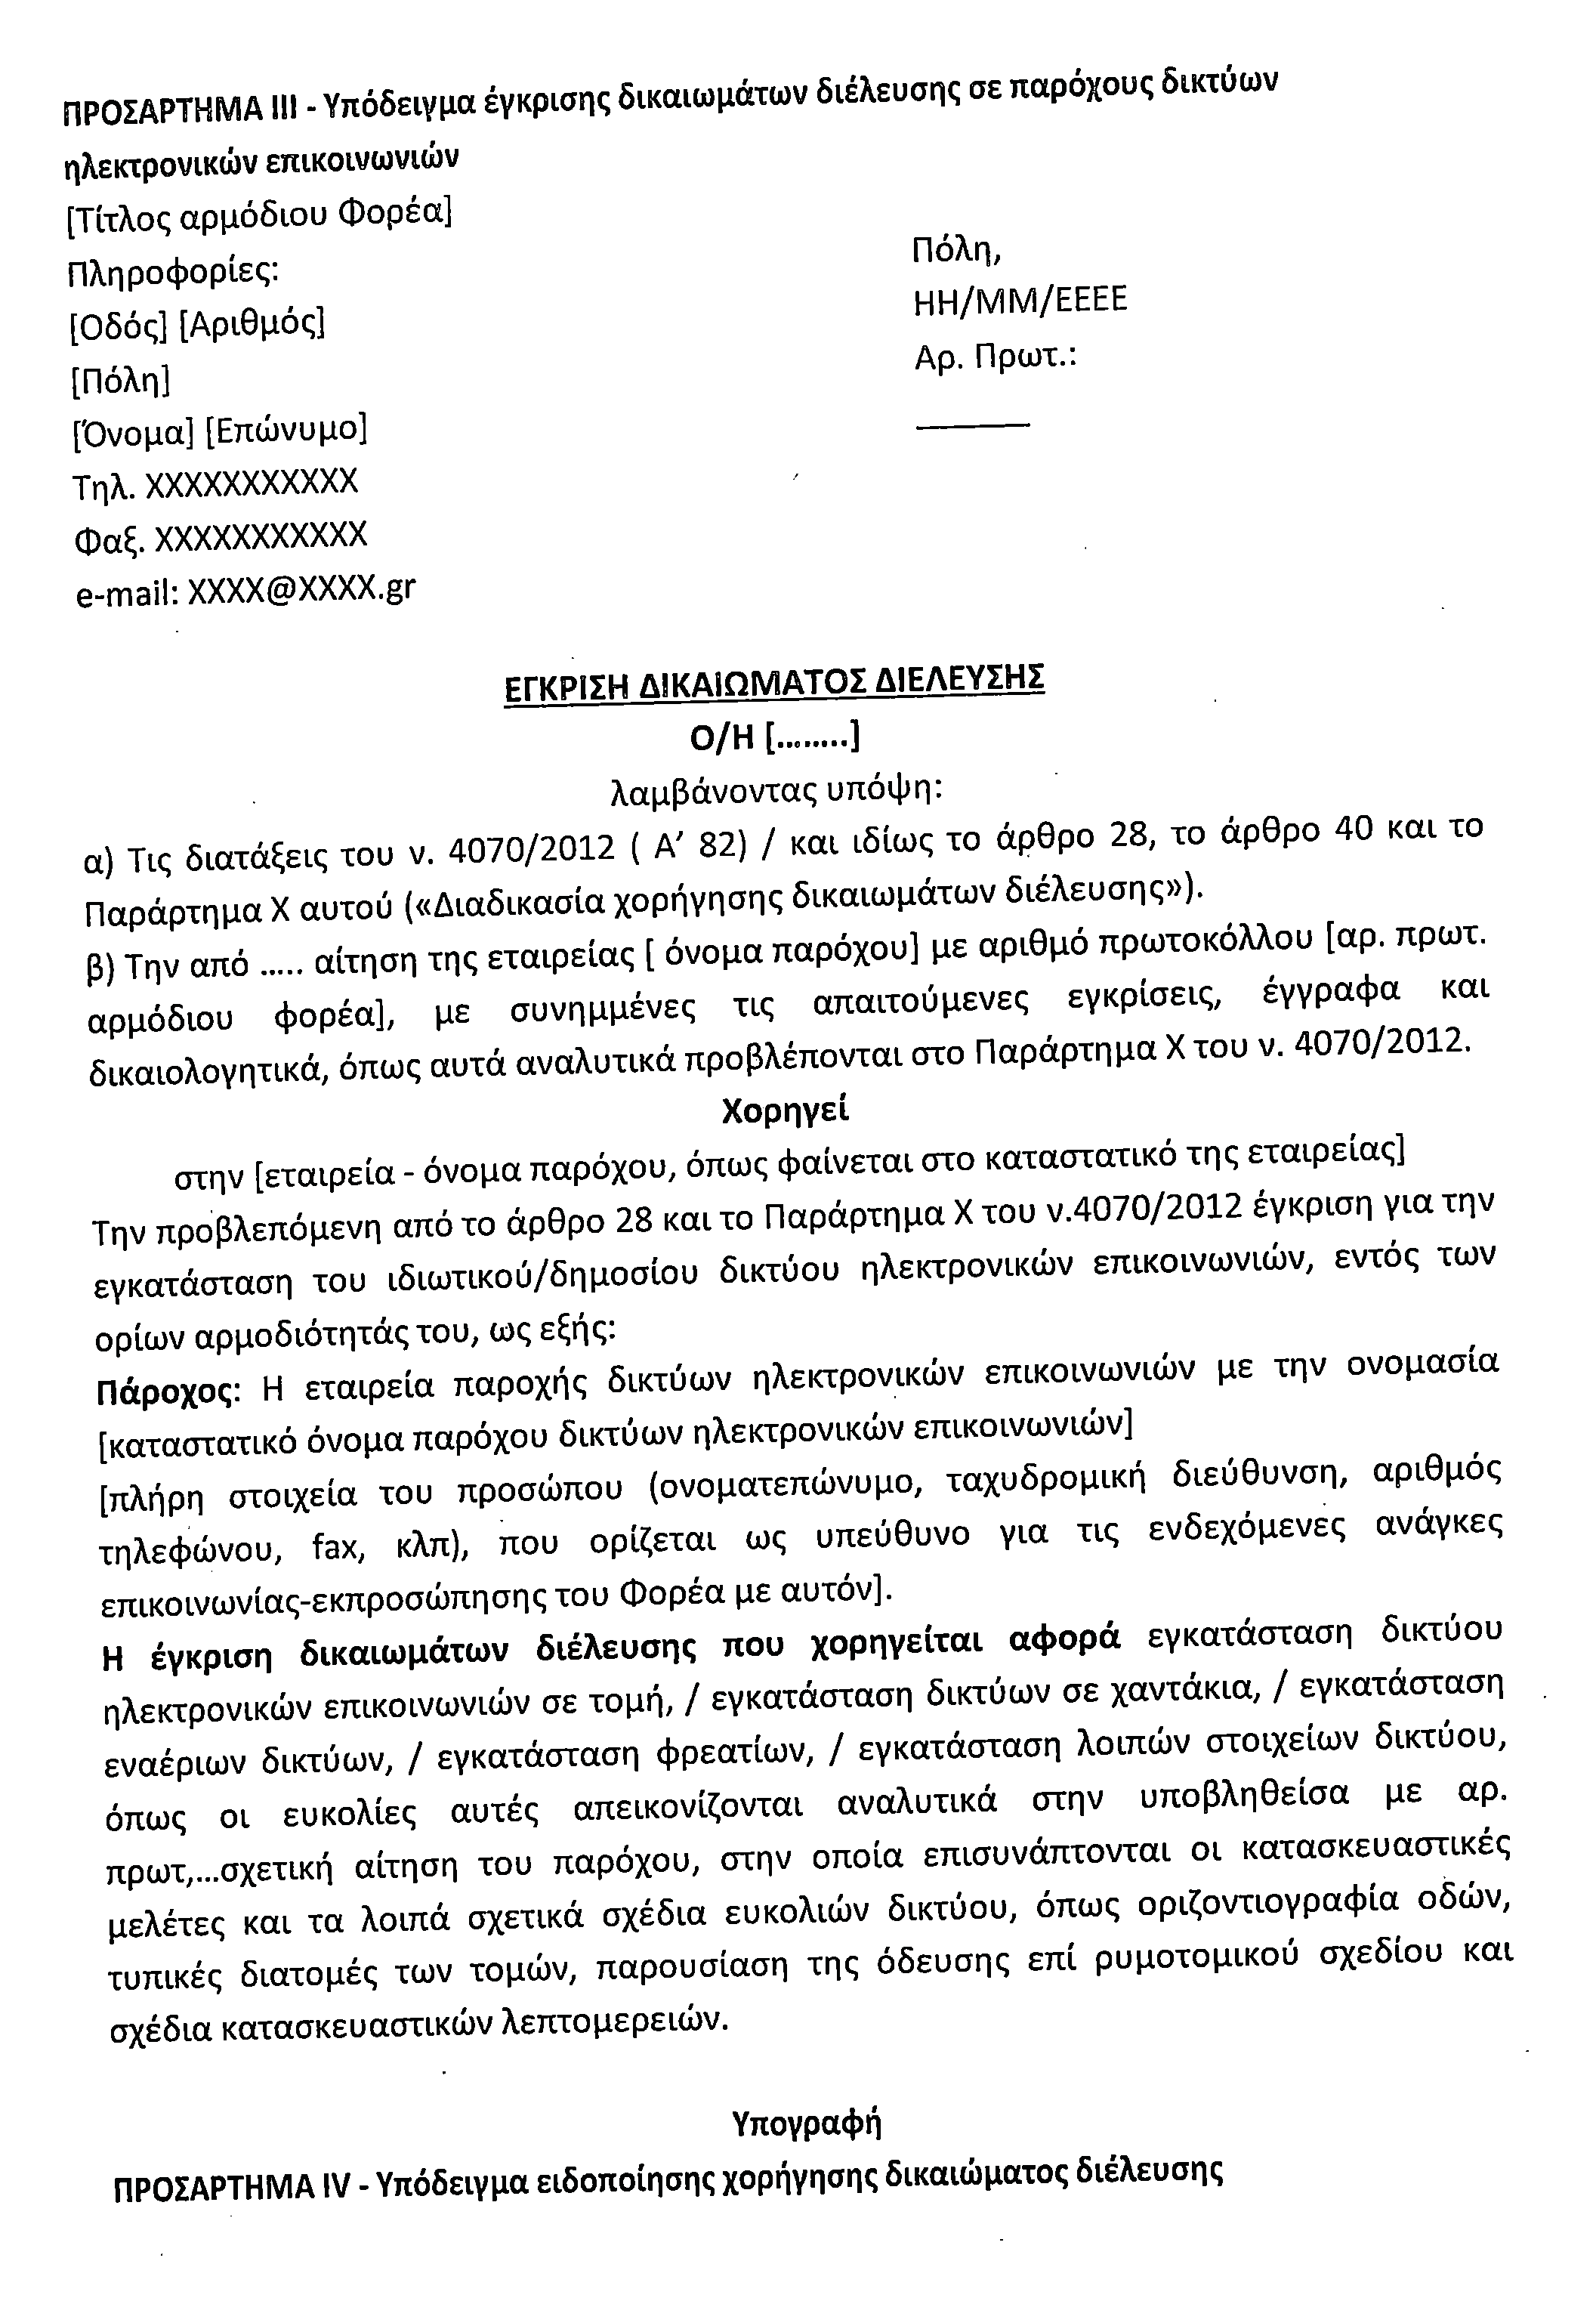 ΠΡΟΣΑΡΤΗΜΑ III - Υπόδειγμα έγκρισης δικαιωμάτων διέλευσης σε παρόχους δικτύων
ηλεκτρονικών επικοινωνιών
[Τίτλος αρμόδιου Φορέα]
Πληροφορίες:
[Οδός] [Αριθμός]
[Πόλη]
[Όνομα] [Επώνυμο]
Τηλ. ΧΧΧΧΧΧΧΧΧΧΧ
Φαξ. ΧΧΧΧΧΧΧΧΧΧΧ
e-mail: XXXX@XXXX.gr
Πόλη,
ΗΗ/ΜΜ/ΕΕΕΕ
Αρ. Πρωτ.:
ΕΓΚΡΙΣΗ ΔΙΚΑΙΩΜΑΤΟΣ ΔΙΕΛΕΥΣΗΣ
Ο/Η [........]
λαμβάνοντας υπόψη:
α) Τις διατάξεις του ν. 4070/2012 ( Α' 82) / και ιδίως το άρθρο 28, το άρθρο 40 και το
Παράρτημα Χ αυτού («Διαδικασία χορήγησης δικαιωμάτων διέλευσης»).
β) Την από ..... αίτηση της εταιρείας [ όνομα παρόχου] με αριθμό πρωτοκόλλου [αρ. πρωτ.
αρμόδιου φορέα], με συνημμένες τις απαιτούμενες εγκρίσεις, έγγραφα και
δικαιολογητικά, όπως αυτά αναλυτικά προβλέπονται στο Παράρτημα Χ του ν. 4070/2012.
Χορηγεί
στην [εταιρεία - όνομα παρόχου, όπως φαίνεται στο καταστατικό της εταιρείας]
Την προβλεπόμενη από το άρθρο 28 και το Παράρτημα Χ του ν.4070/2012 έγκριση για την
εγκατάσταση του ιδιωτικού/δημοσίου δικτύου ηλεκτρονικών επικοινωνιών, εντός των
ορίων αρμοδιότητάς του, ως εξής:
Πάροχος: Η εταιρεία παροχής δικτύων ηλεκτρονικών επικοινωνιών με την ονομασία
[καταστατικό όνομα παρόχου δικτύων ηλεκτρονικών επικοινωνιών]
[πλήρη στοιχεία του προσώπου (ονοματεπώνυμο, ταχυδρομική διεύθυνση, αριθμός
τηλεφώνου, fax, κλπ), που ορίζεται ως υπεύθυνο για τις ενδεχόμενες ανάγκες
επικοινωνίας-εκπροσώπησης του Φορέα με αυτόν].
Η έγκριση δικαιωμάτων διέλευσης που χορηγείται αφορά εγκατάσταση δικτύου
ηλεκτρονικών επικοινωνιών σε τομή, / εγκατάσταση δικτύων σε χαντάκια, / εγκατάσταση
εναέριων δικτύων, / εγκατάσταση φρεατίων, / εγκατάσταση λοιπών στοιχείων δικτύου,
όπως οι ευκολίες αυτές απεικονίζονται αναλυτικά στην υποβληθείσα με αρ.
πρωτ,...σχετική αίτηση του παρόχου, στην οποία επισυνάπτονται οι κατασκευαστικές
μελέτες και τα λοιπά σχετικά σχέδια ευκολιών δικτύου, όπως οριζοντιογραφία οδών,
τυπικές διατομές των τομών, παρουσίαση της όδευσης επί ρυμοτομικού σχεδίου και
σχέδια κατασκευαστικών λεπτομερειών.
Υπογραφή
ΠΡΟΣΑΡΤΗΜΑ IV - Υπόδειγμα ειδοποίησης χορήγησης δικαιώματος διέλευσης